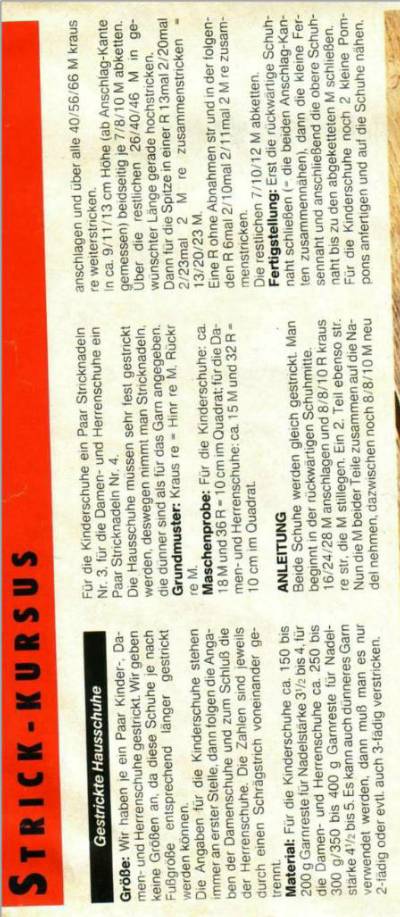 STRICK-KURSUS
Gestrickte Hausschuhe
Größe: Wir haben je ein Paar Kinder-, Da-
men- und Herrenschuhe gestrickt. Wir geben
keine Größen an, da diese Schuhe je nach
Fußgröße entsprechend länger gestrickt
werden können.
Die Angaben für die Kinderschuhe stehen
immer an erster Stelle, dann folgen die Anga-
ben der Damenschuhe und zum Schluß die
der Herrenschuhe. Die Zahlen sind jeweils
durch einen Schrägstrich voneinander ge-
trennt.
Material: Für die Kinderschuhe ca. 150 bis
200 g Garnreste für Nadelstärke 3½ bis 4, für
die Damen- und Herrenschuhe ca. 250 bis
300 g/350 bis 400 g Garnreste für Nadel-
stärke 4½ bis 5. Es kann auch dünneres Garn
verwendet werden, dann muß man es nur
2-fädig oder evtl. auch 3-fädig verstricken.
Für die Kinderschuhe ein Paar Stricknadeln
Nr. 3, für die Damen- und Herrenschuhe ein
Paar Stricknadeln Nr. 4.
Die Hausschuhe müssen sehr fest gestrickt
werden, deswegen nimmt man Stricknadeln,
die dünner sind als für das Garn angegeben.
Grundmuster: Kraus re = Hinr re M, Rückr
re M.
Maschenprobe: Für die Kinderschuhe: ca.
18 M und 36 R = 10 cm im Quadrat; für die Da-
men- und Herrenschuhe: ca. 15 M und 32 R =
10 cm im Quadrat.
ANLEITUNG
Beide Schuhe werden gleich gestrickt. Man
beginnt in der rückwärtigen Schuhmitte.
16/24/28 M anschlagen und 8/8/10 R kraus
re str, die M stillegen. Ein 2. Teil ebenso str.
Nun die M beider Teile zusammen auf die Na-
del nehmen, dazwischen noch 8/8/10 M neu
anschlagen und über alle 40/56/66 M kraus
re weiterstricken.
In ca. 9/11/13 cm Höhe (ab Anschlag-Kante
gemessen) beidseitig je 7/8/10 M abketten.
Über die restlichen 26/40/46 M in ge-
wünschter Länge gerade hochstricken.
Dann für die Spitze in einer R 13mal 2/20mal
2/23mal 2 M re zusammenstricken =
13/20/23 M.
Eine R ohne Abnahmen str und in der folgen-
den R 6mal 2/10mal 2/11mal 2 M re zusam-
menstricken.
Die restlichen 7/10/12 M abketten.
Fertigstellung: Erst die rückwärtige Schuh-
naht schließen (= die beiden Anschlag-Kan-
ten zusammennähen), dann die kleine Fer-
sennaht und anschließend die obere Schuh-
naht bis zu den abgeketteten M schließen.
Für die Kinderschuhe noch 2 kleine Pom-
pons anfertigen und auf die Schuhe nähen.